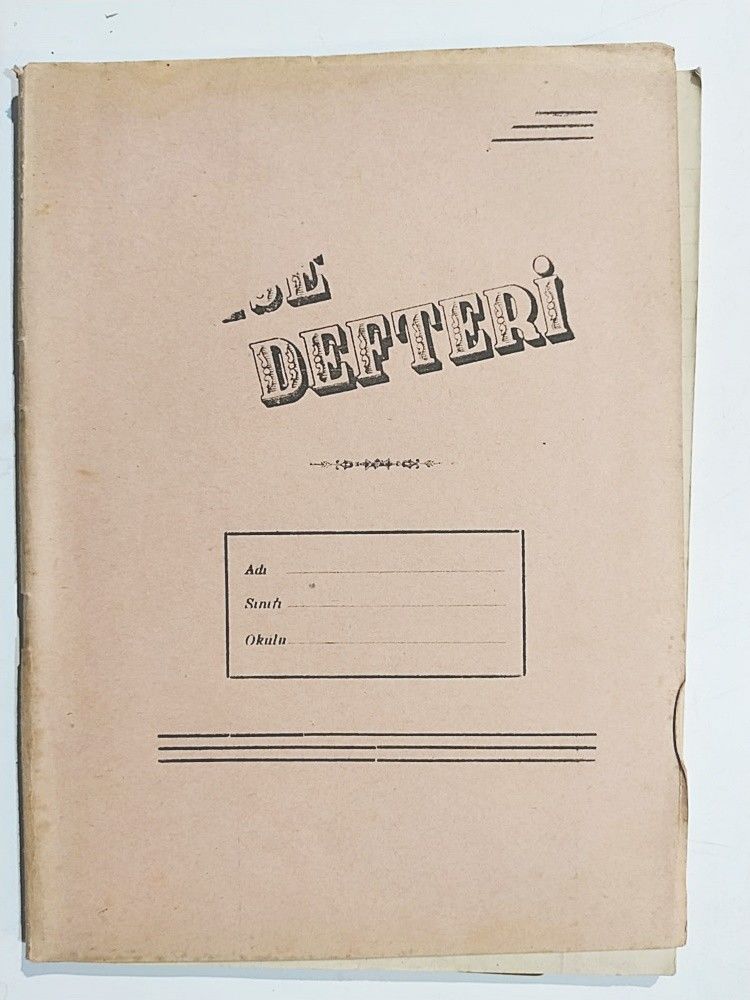 DEFTERİ
Adı
Sınıfı
Okulu